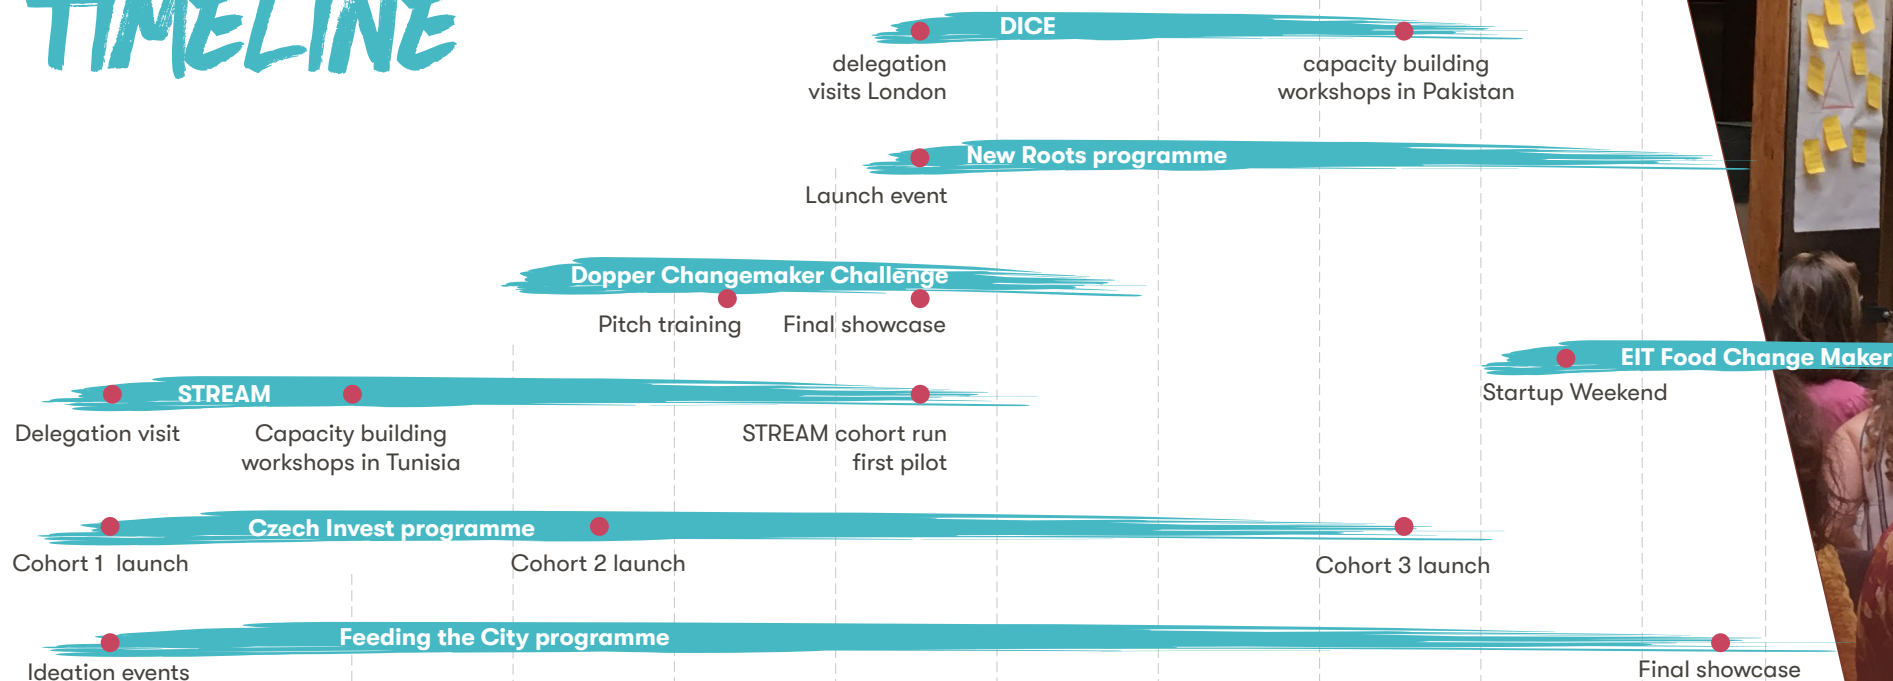 TIMELINE
DICE
delegation
visits London
capacity building
workshops in Pakistan
New Roots programme
Launch event
Dopper Changemaker Challenge
Pitch training
Final showcase
EIT Food Change Maker
Startup Weekend
STREAM
Delegation visit
Capacity building
workshops in Tunisia
STREAM cohort run
first pilot
Czech Invest programme
Cohort 1 launch
Cohort 2 launch
Cohort 3 launch
Feeding the City programme
Ideation events
Final showcase